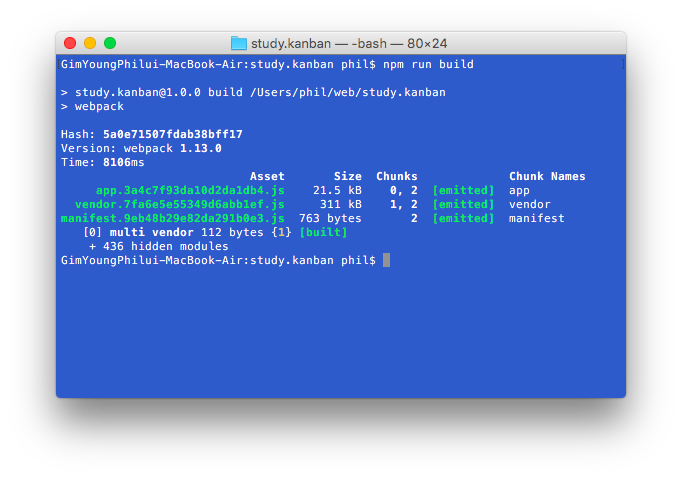 study.kanban — -bash — 80×24
GimYoungPhilui-MacBook-Air:study.kanban phil$ npm run build
> study.kanban@1.0.0 build /Users/phil/web/study.kanban
> webpack
Hash: 5a0e71507fdab38bff17
Version: webpack 1.13.0
Time: 8106ms
Asset Size Chunks Chunk Names
app.3a4c7f93da10d2da1db4.js 21.5 kB 0, 2 [emitted] app
vendor.7fa6e5e55349d6abb1ef.js 311 kB 1, 2 [emitted] vendor
manifest.9eb48b29e82da291b0e3.js 763 bytes 2 [emitted] manifest
[0] multi vendor 112 bytes {1} [built]
+ 436 hidden modules
GimYoungPhilui-MacBook-Air:study.kanban phil$